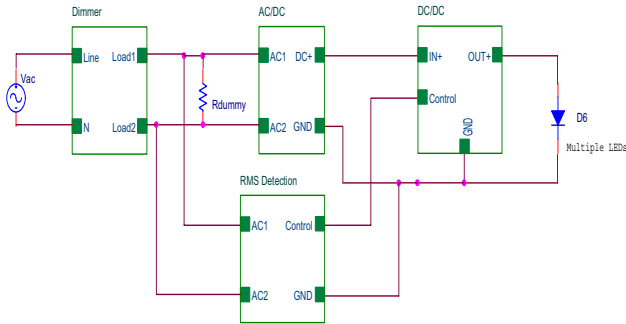 Dimmer
AC/DC
DC/DC
Line
Load1
AC1
DC+
IN+
OUT+
Vac
Rdummy
Control
D6
N
Load2
AC2
GND
GND
Multiple LEDs
RMS Detection
AC1
Control
AC2
GND